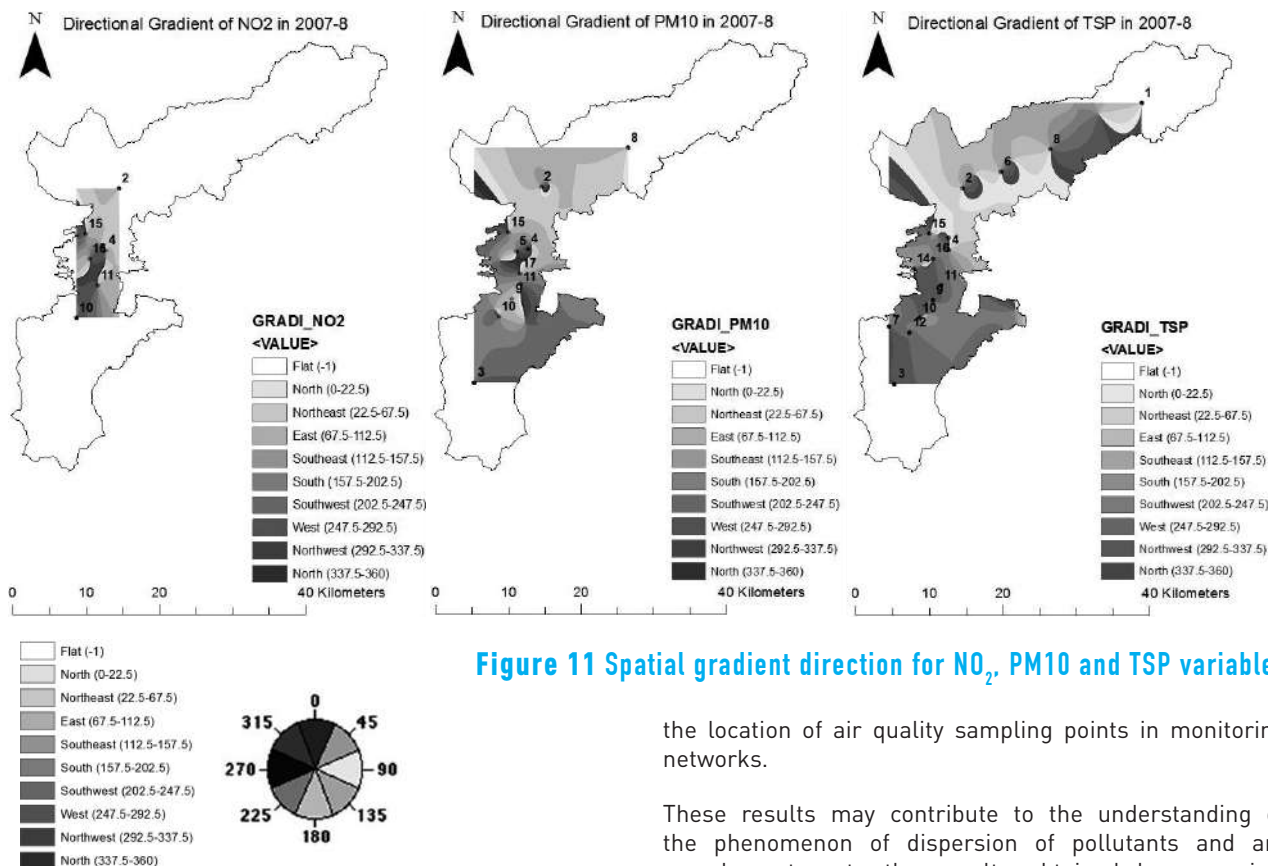 N
Directional Gradient of NO2 in 2007-8
2
15
4
16
11
10
GRADI_NO2
<VALUE>
Flat (-1)
North (0-22.5)
Northeast (22.5-67.5)
East (67.5-112.5)
Southeast (112.5-157.5)
South (157.5-202.5)
Southwest (202.5-247.5)
West (247.5-292.5)
Northwest (292.5-337.5)
North (337.5-360)
0 10 20 40 Kilometers
N
Directional Gradient of PM10 in 2007-8
8
2
15
5 4
17
11
9
10
3
GRADI_PM10
<VALUE>
Flat (-1)
North (0-22.5)
Northeast (22.5-67.5)
East (67.5-112.5)
Southeast (112.5-157.5)
South (157.5-202.5)
Southwest (202.5-247.5)
West (247.5-292.5)
Northwest (292.5-337.5)
North (337.5-360)
0 10 20 40 Kilometers
N
Directional Gradient of TSP in 2007-8
1
8
6
2
15
4
16
14
11
9
10
7 12
3
GRADI_TSP
<VALUE>
Flat (-1)
North (0-22.5)
Northeast (22.5-67.5)
East (67.5-112.5)
Southeast (112.5-157.5)
South (157.5-202.5)
Southwest (202.5-247.5)
West (247.5-292.5)
Northwest (292.5-337.5)
North (337.5-360)
0 10 20 40 Kilometers
Flat (-1)
North (0-22.5)
Northeast (22.5-67.5)
East (67.5-112.5)
Southeast (112.5-157.5)
South (157.5-202.5)
Southwest (202.5-247.5)
West (247.5-292.5)
Northwest (292.5-337.5)
North (337.5-360)
0
315 45
270 90
225 135
180
Figure 11 Spatial gradient direction for NO2, PM10 and TSP variable
the location of air quality sampling points in monitorin
networks.
These results may contribute to the understanding
the phenomenon of dispersion of pollutants and